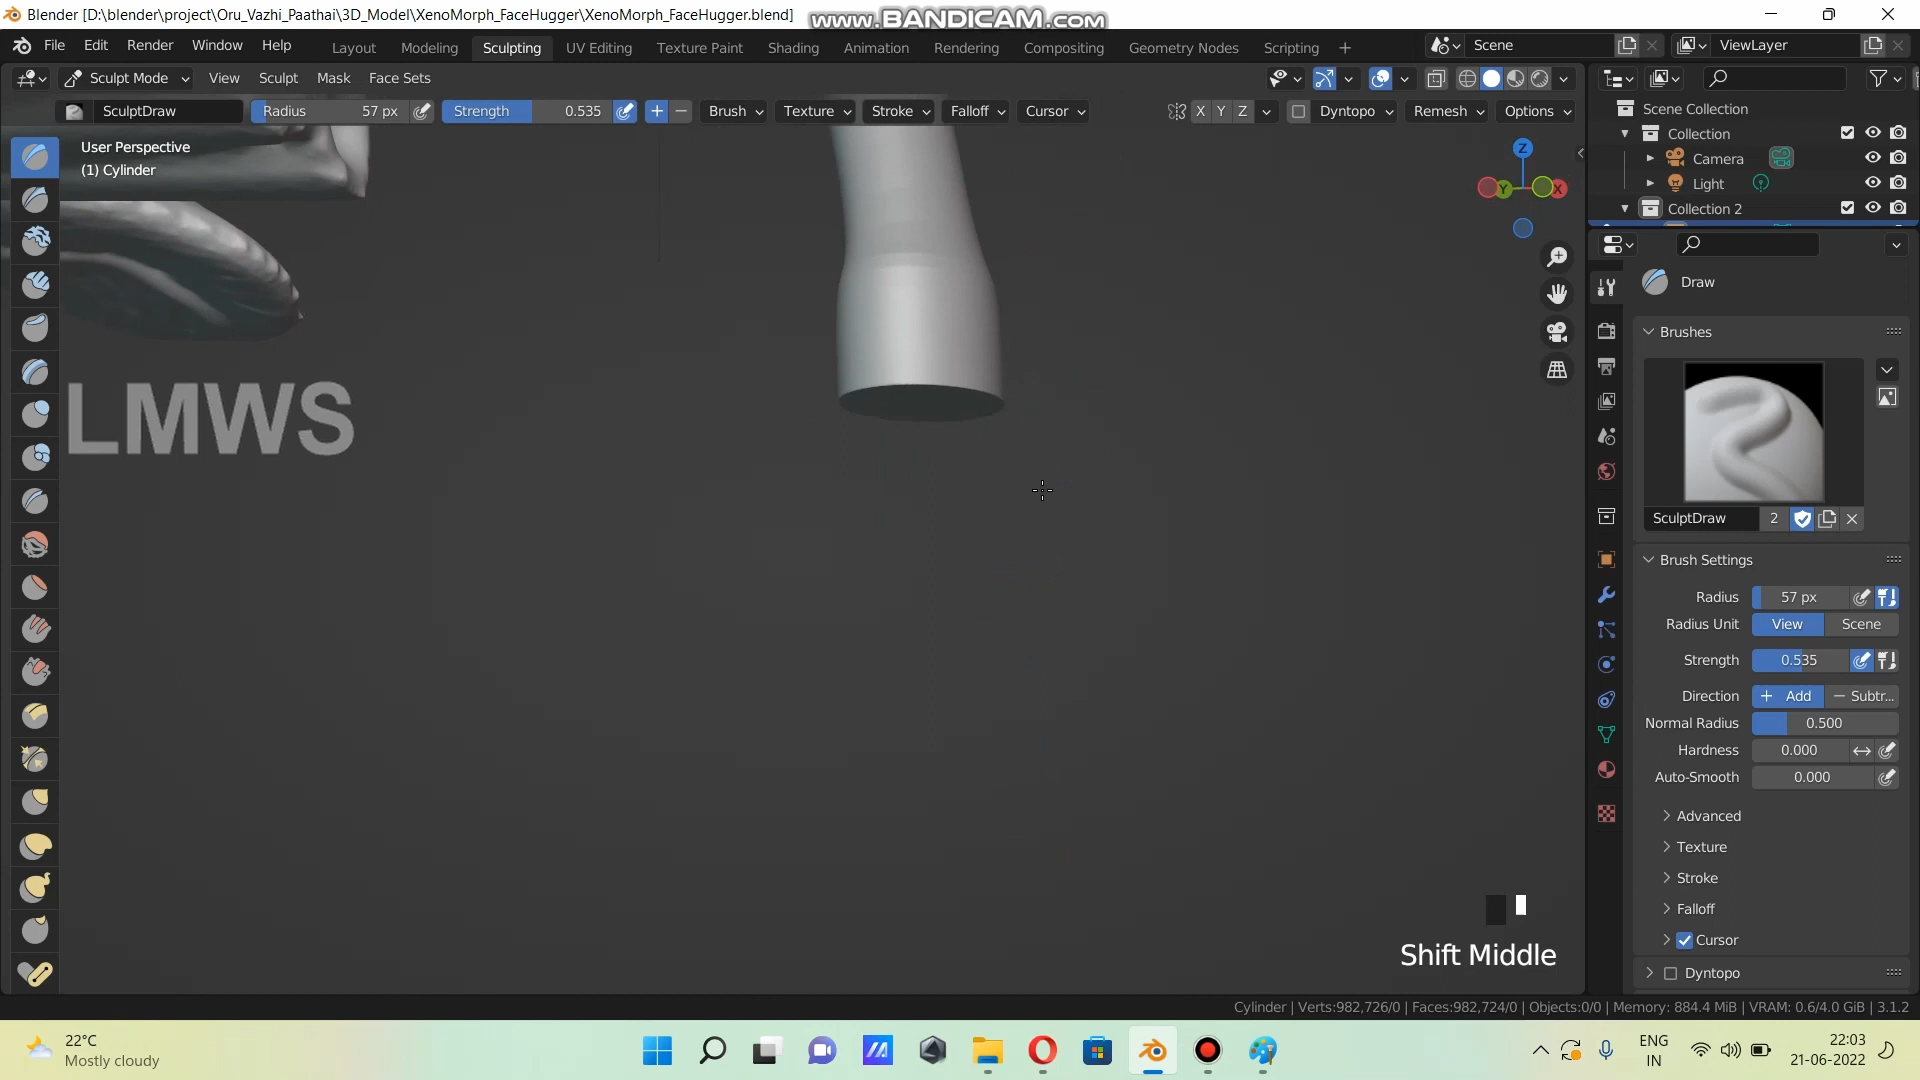 Blender [D:\blender\project\Oru_Vazhi_Paathai\3D_Model\XenoMorph_FaceHugger\XenoMorph_FaceHugger.blend]
www.BANDICAM.com
File Edit Render Window Help Layout Modeling Sculpting UV Editing Texture Paint Shading Animation Rendering Compositing Geometry Nodes Scripting + Scene ViewLayer
Sculpt Mode View Sculpt Mask Face Sets
SculptDraw Radius 57 px Strength 0.535 + − Brush Texture Stroke Falloff Cursor X Y Z Dyntopo Remesh Options
Scene Collection
Collection
Camera
Light
Collection 2
User Perspective
(1) Cylinder
Z
Y X
LMWS
Draw
Brushes
SculptDraw 2
Brush Settings
Radius 57 px
Radius Unit View Scene
Strength 0.535
Direction + Add − Subtr...
Normal Radius 0.500
Hardness 0.000
Auto-Smooth 0.000
Advanced
Texture
Stroke
Falloff
Cursor
Dyntopo
Shift Middle
Cylinder | Verts:982,726/0 | Faces:982,724/0 | Objects:0/0 | Memory: 884.4 MiB | VRAM: 0.6/4.0 GiB | 3.1.2
22°C
Mostly cloudy
ENG
IN
22:03
21-06-2022